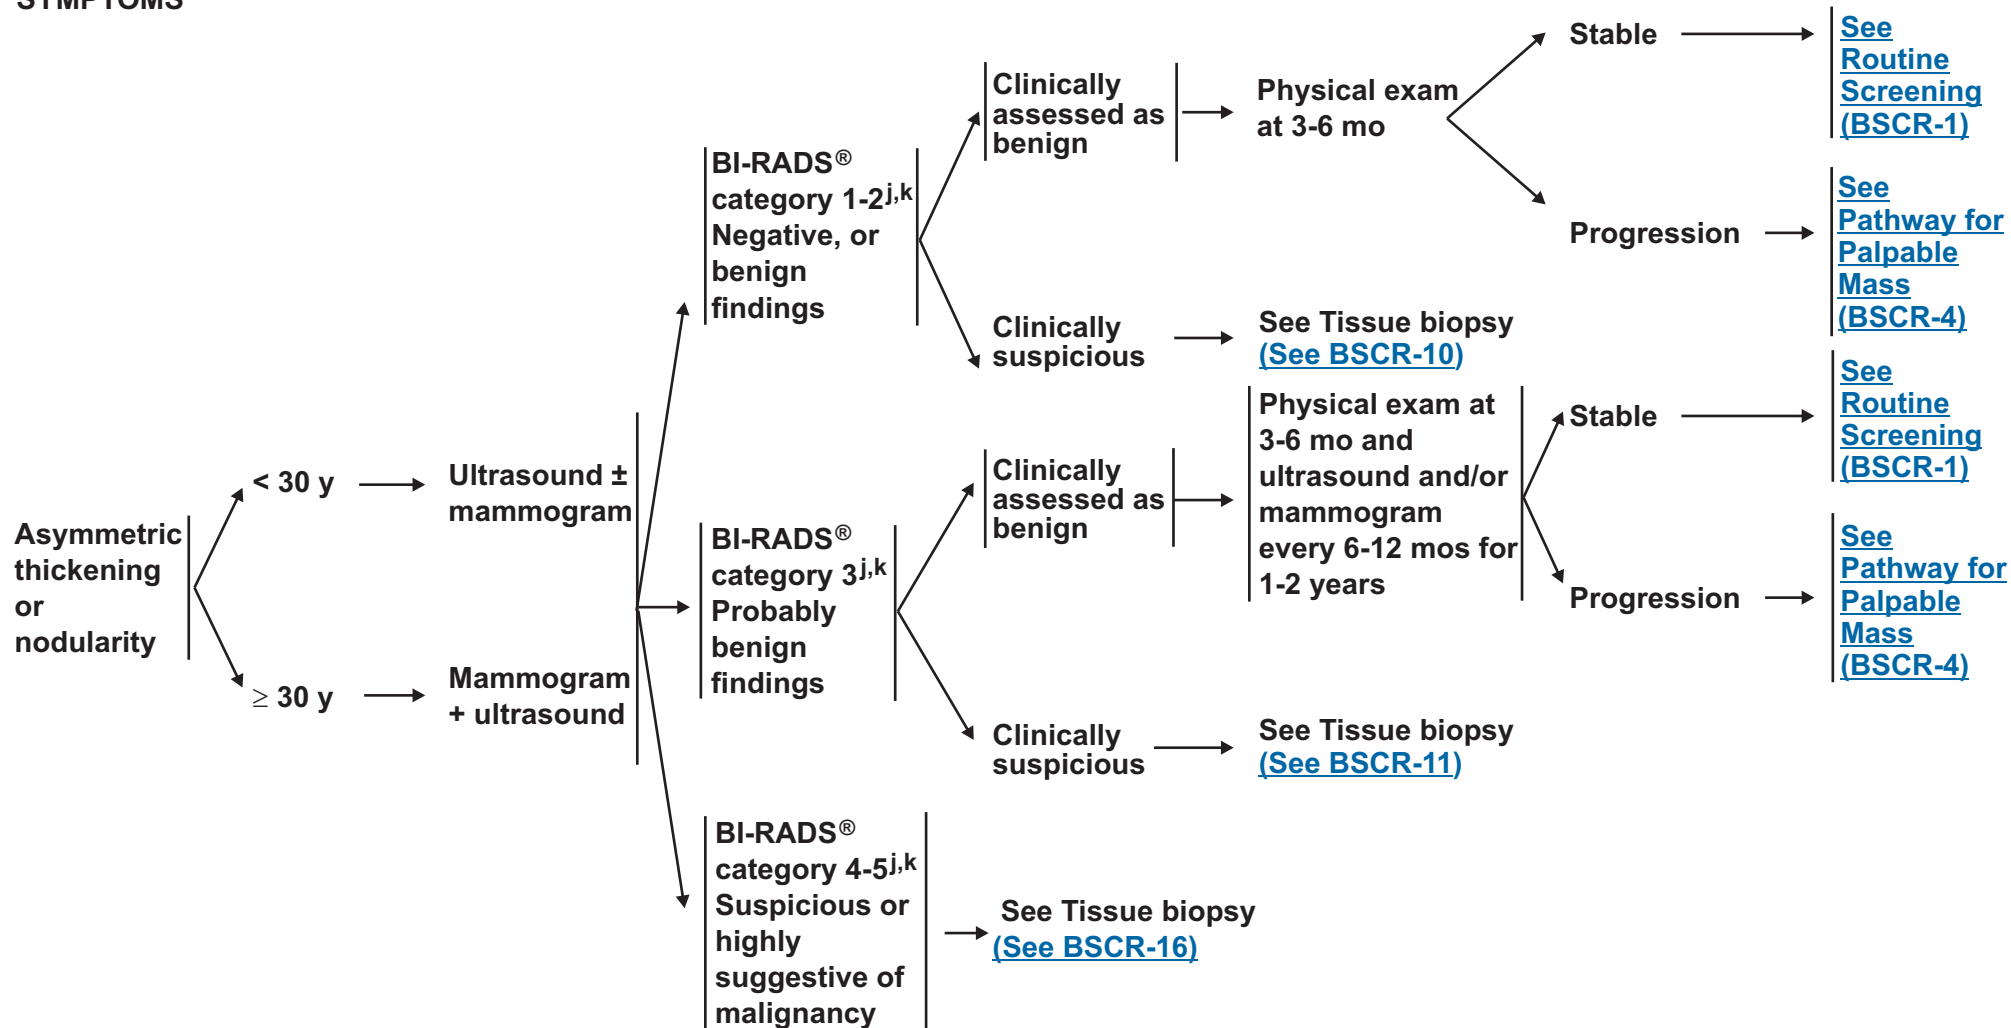 SYMPTOMS
Asymmetric
thickening
or
nodularity
< 30 y
≥ 30 y
Ultrasound ±
mammogram
Mammogram
+ ultrasound
BI-RADS®
category 1-2j,k
Negative, or
benign
findings
Clinically
assessed as
benign
Physical exam
at 3-6 mo
Stable
See
Routine
Screening
(BSCR-1)
Progression
See
Pathway for
Palpable
Mass
(BSCR-4)
Clinically
suspicious
See Tissue biopsy
(See BSCR-10)
BI-RADS®
category 3j,k
Probably
benign
findings
Clinically
assessed as
benign
Physical exam at
3-6 mo and
ultrasound and/or
mammogram
every 6-12 mos for
1-2 years
Stable
See
Routine
Screening
(BSCR-1)
Progression
See
Pathway for
Palpable
Mass
(BSCR-4)
Clinically
suspicious
See Tissue biopsy
(See BSCR-11)
BI-RADS®
category 4-5j,k
Suspicious or
highly
suggestive of
malignancy
See Tissue biopsy
(See BSCR-16)